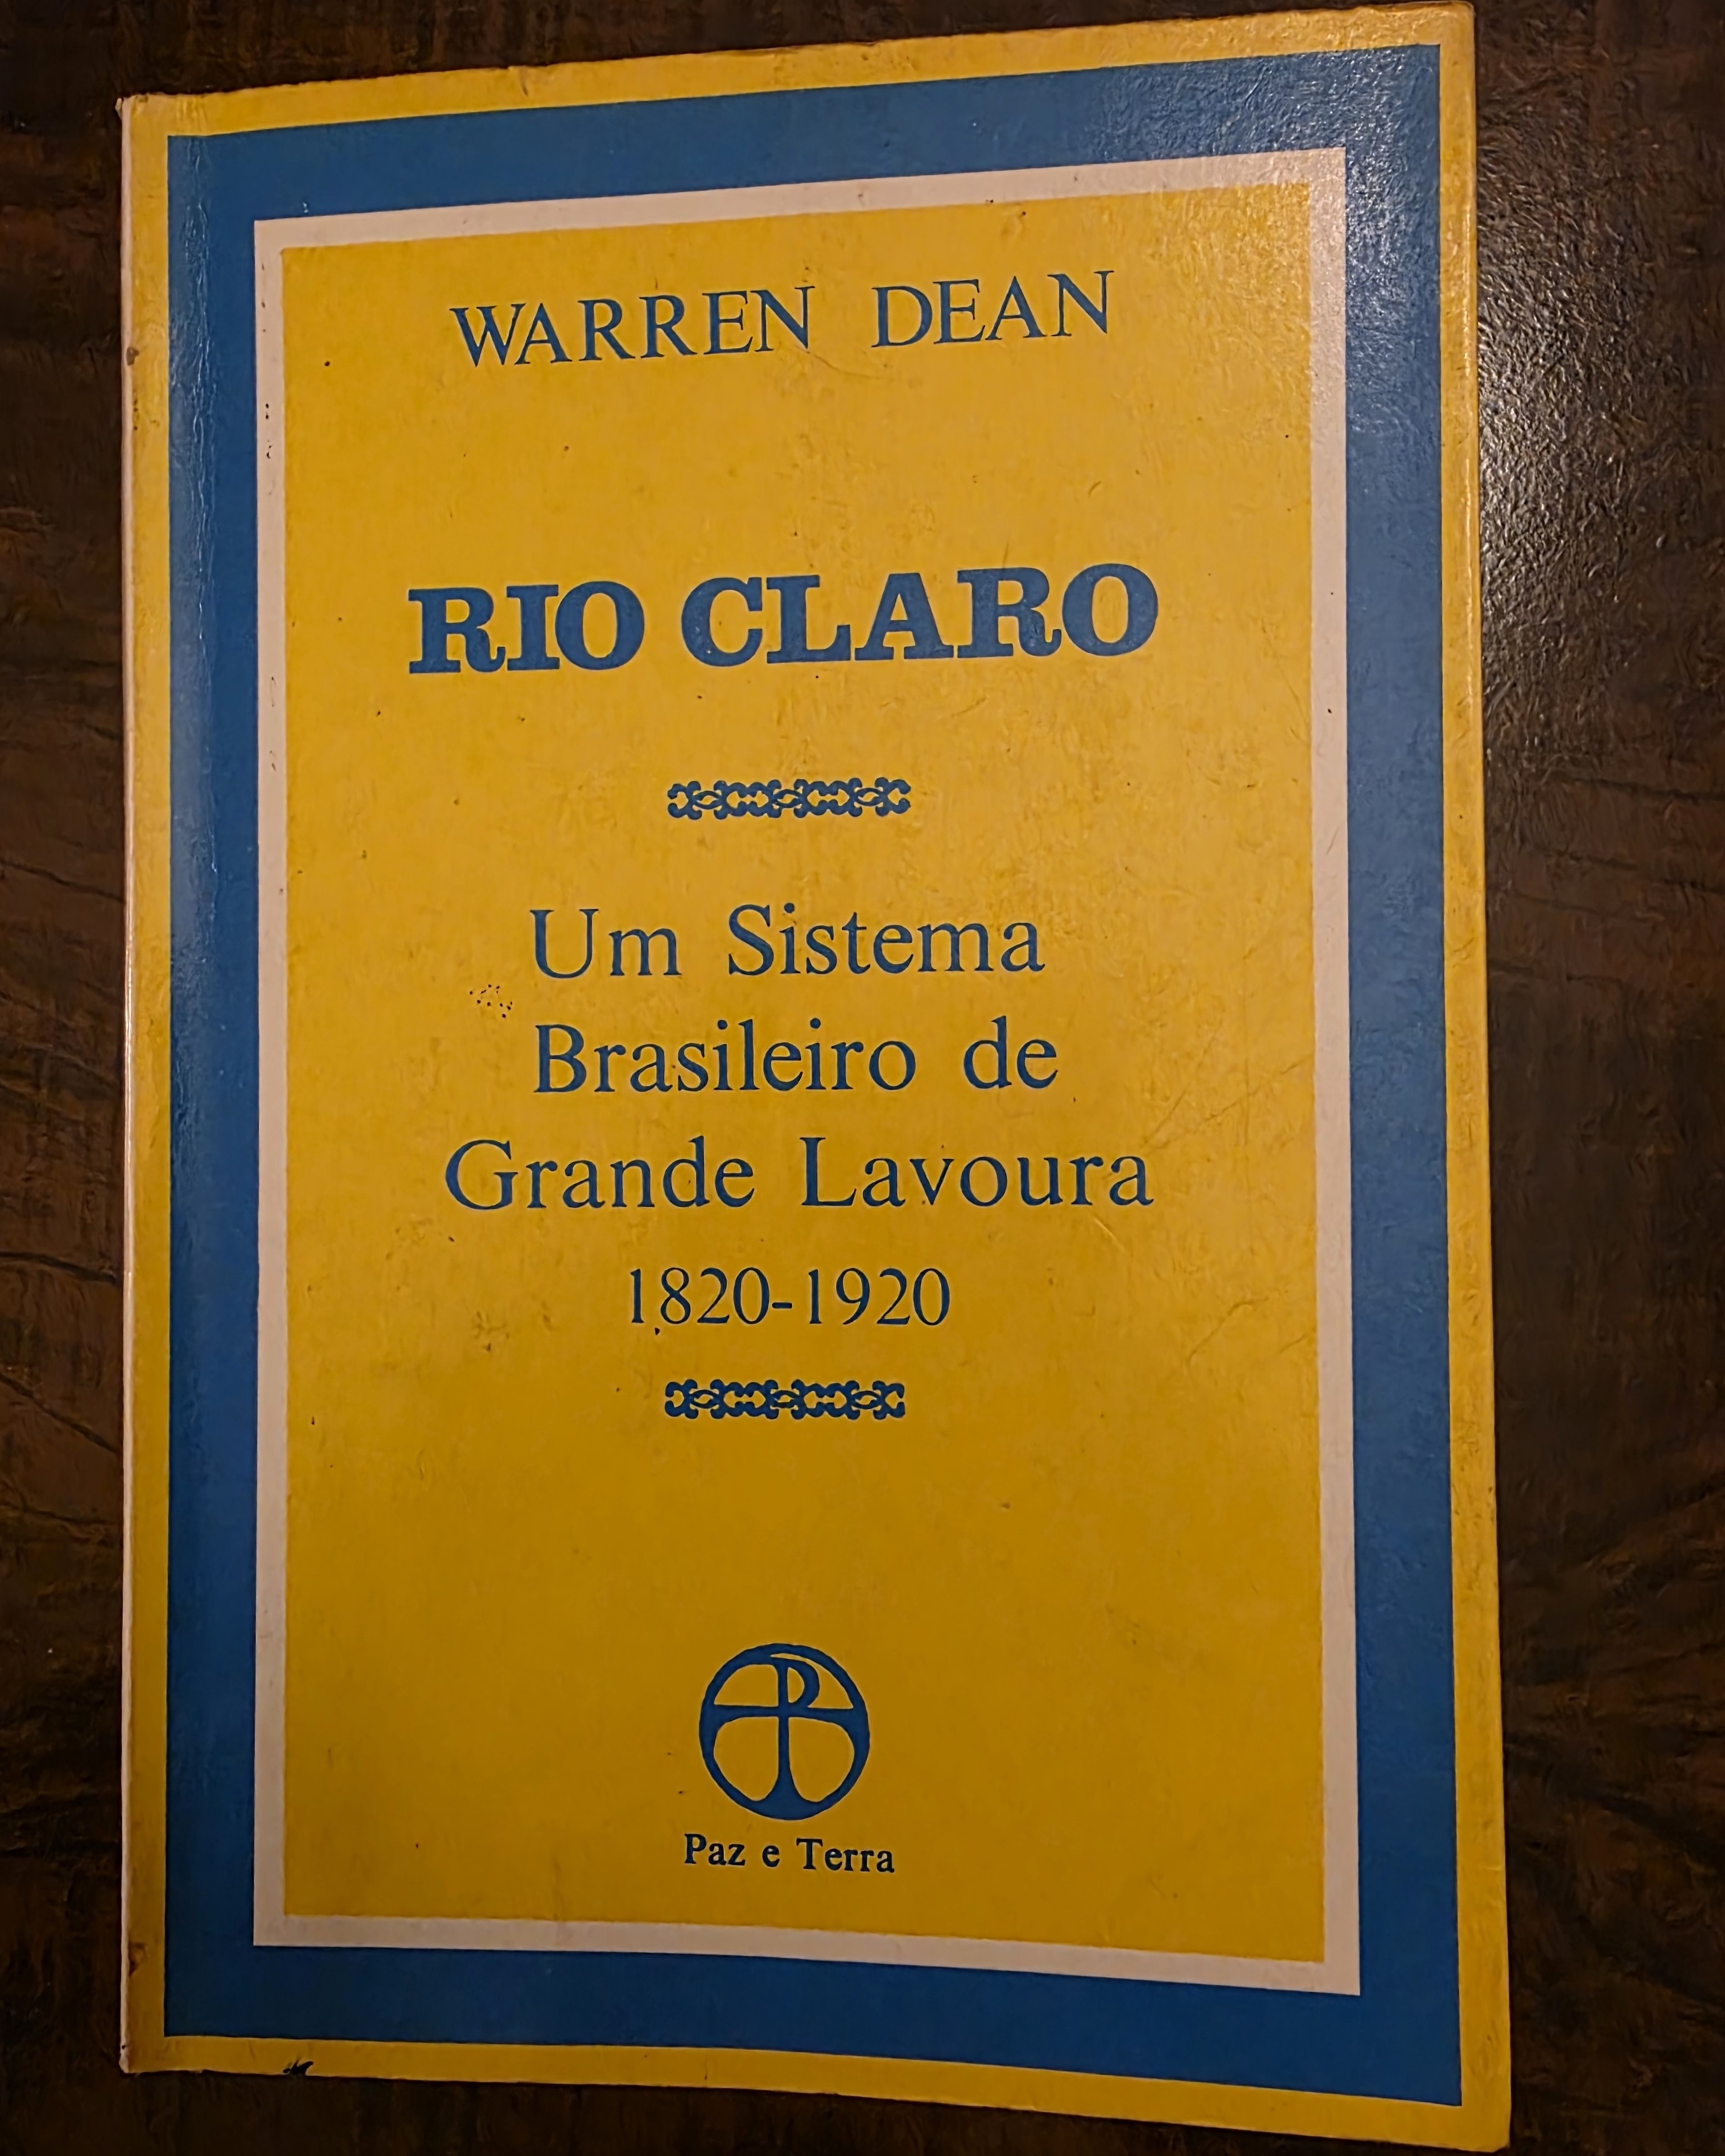 WARREN DEAN
RIO CLARO
Um Sistema
Brasileiro de
Grande Lavoura
1820-1920
Paz e Terra